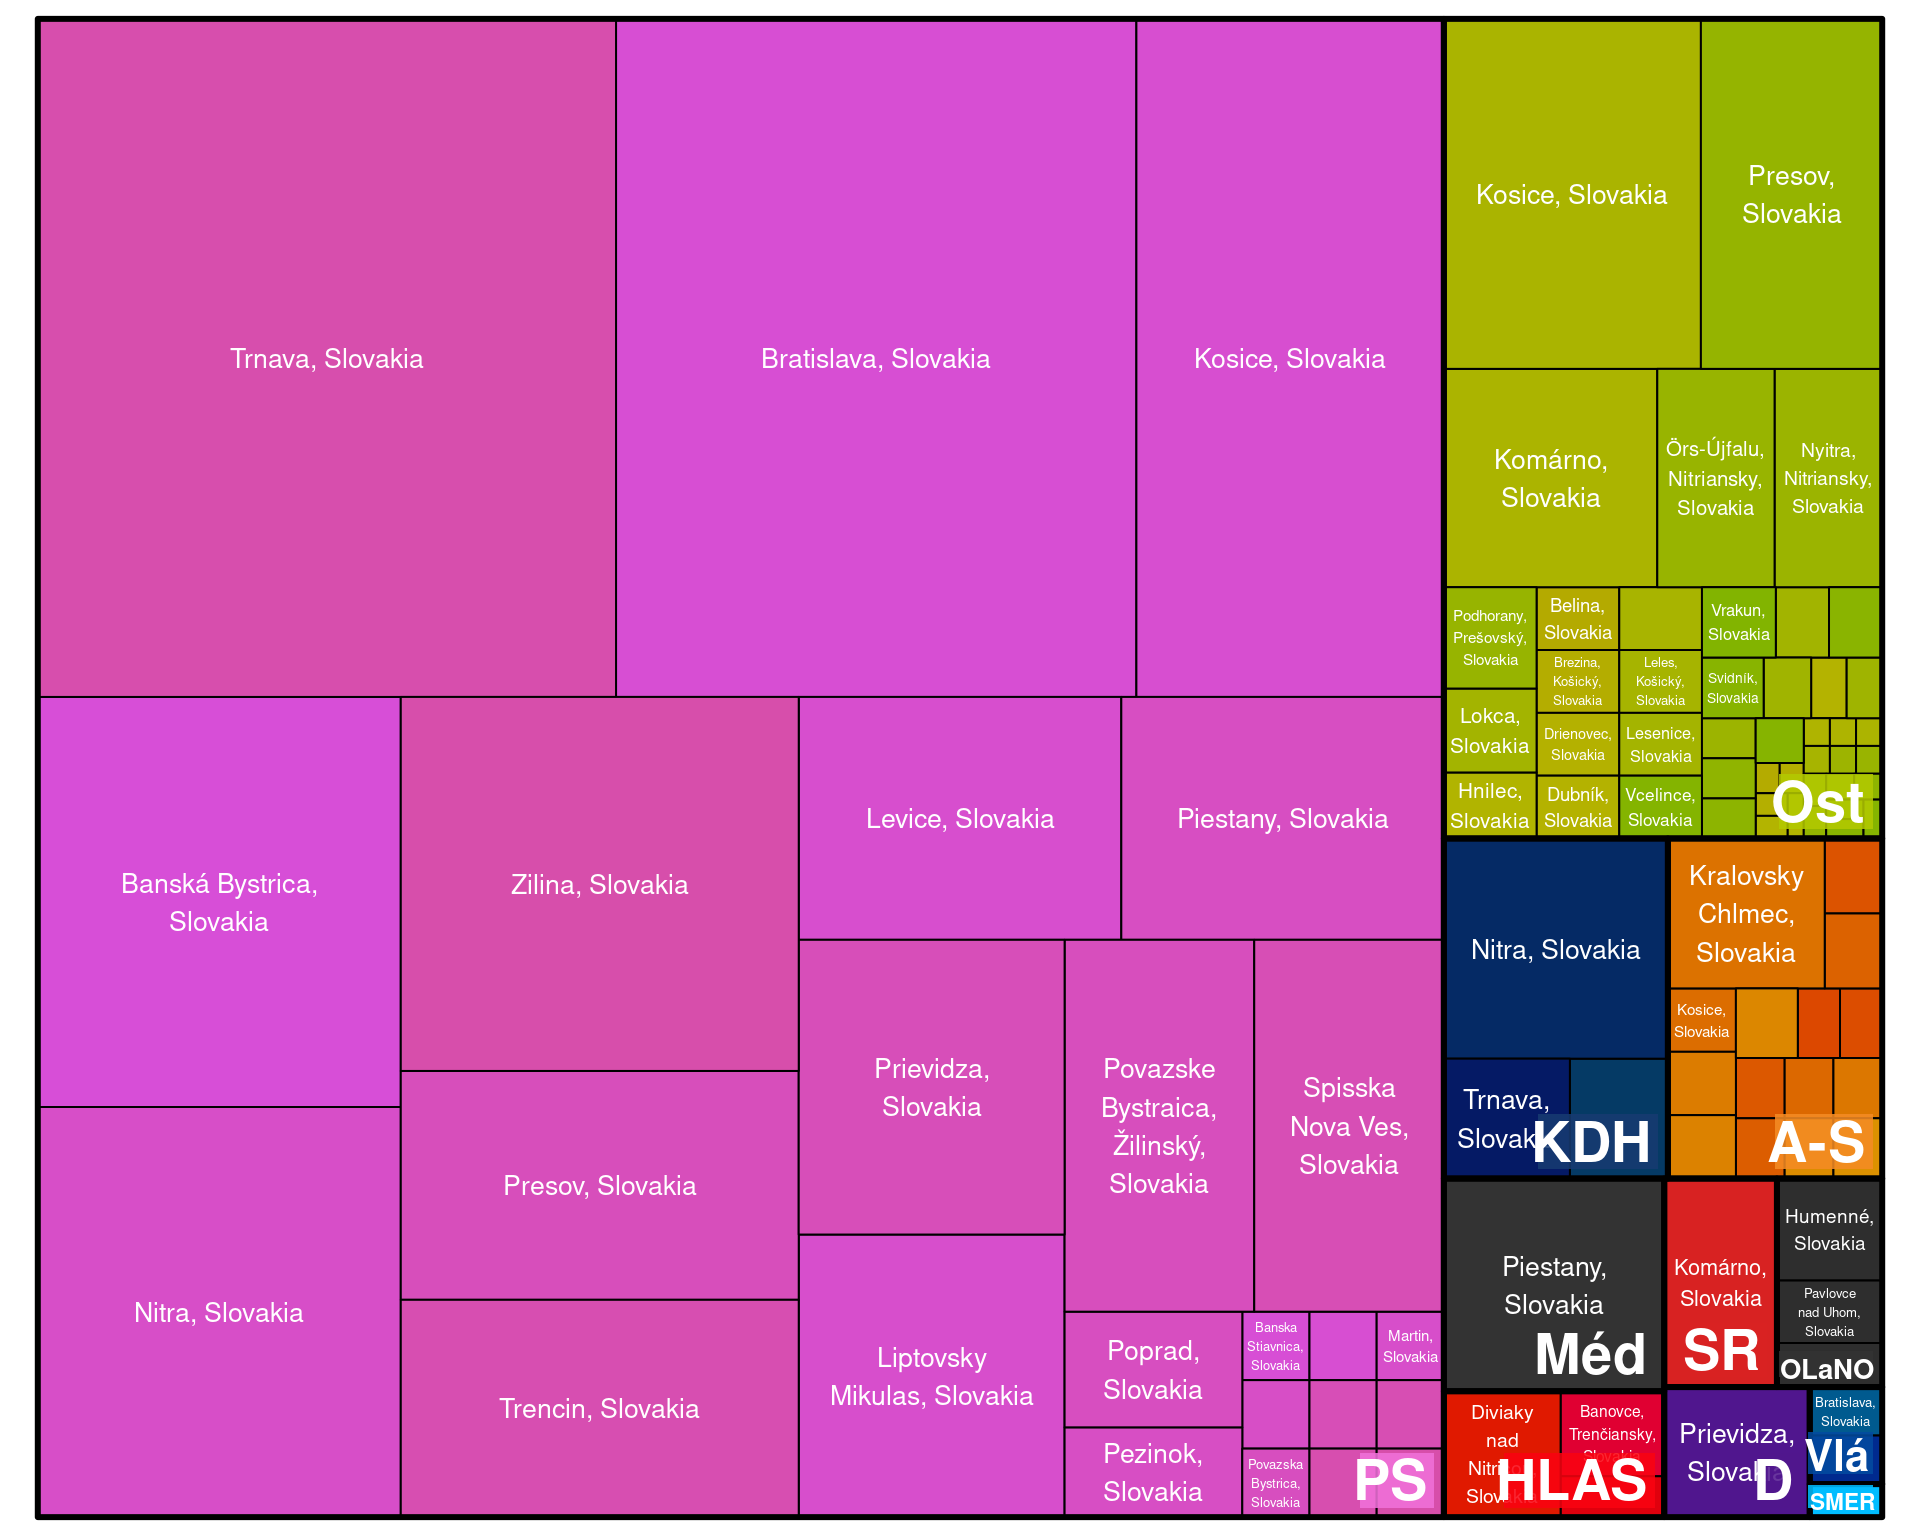 Trnava, Slovakia
Bratislava, Slovakia
Kosice, Slovakia
Banská Bystrica,
Slovakia
Zilina, Slovakia
Levice, Slovakia
Piestany, Slovakia
Nitra, Slovakia
Presov, Slovakia
Trencin, Slovakia
Prievidza,
Slovakia
Povazske
Bystraica,
Žilinský,
Slovakia
Spisska
Nova Ves,
Slovakia
Liptovsky
Mikulas, Slovakia
Poprad,
Slovakia
Pezinok,
Slovakia
Banska
Stiavnica,
Slovakia
Martin,
Slovakia
Povazska
Bystrica,
Slovakia
PS
Kosice, Slovakia
Presov,
Slovakia
Komárno,
Slovakia
Örs-Újfalu,
Nitriansky,
Slovakia
Nyitra,
Nitriansky,
Slovakia
Podhorany,
Prešovský,
Slovakia
Belina,
Slovakia
Vrakun,
Slovakia
Brezina,
Košický,
Slovakia
Leles,
Košický,
Slovakia
Svidník,
Slovakia
Lokca,
Slovakia
Drienovec,
Slovakia
Lesenice,
Slovakia
Hnilec,
Slovakia
Dubník,
Slovakia
Vcelince,
Slovakia
Ost
Nitra, Slovakia
Trnava,
Slovakia
KDH
Kralovsky
Chlmec,
Slovakia
Kosice,
Slovakia
A-S
Piestany,
Slovakia
Méd
Komárno,
Slovakia
SR
Humenné,
Slovakia
Pavlovce
nad Uhom,
Slovakia
OLaNO
Diviaky
nad
Slovakia
Banovce,
Trenčiansky,
Slovakia
HLAS
Prievidza,
Slovakia
D
Bratislava,
Slovakia
Vlá
SMER